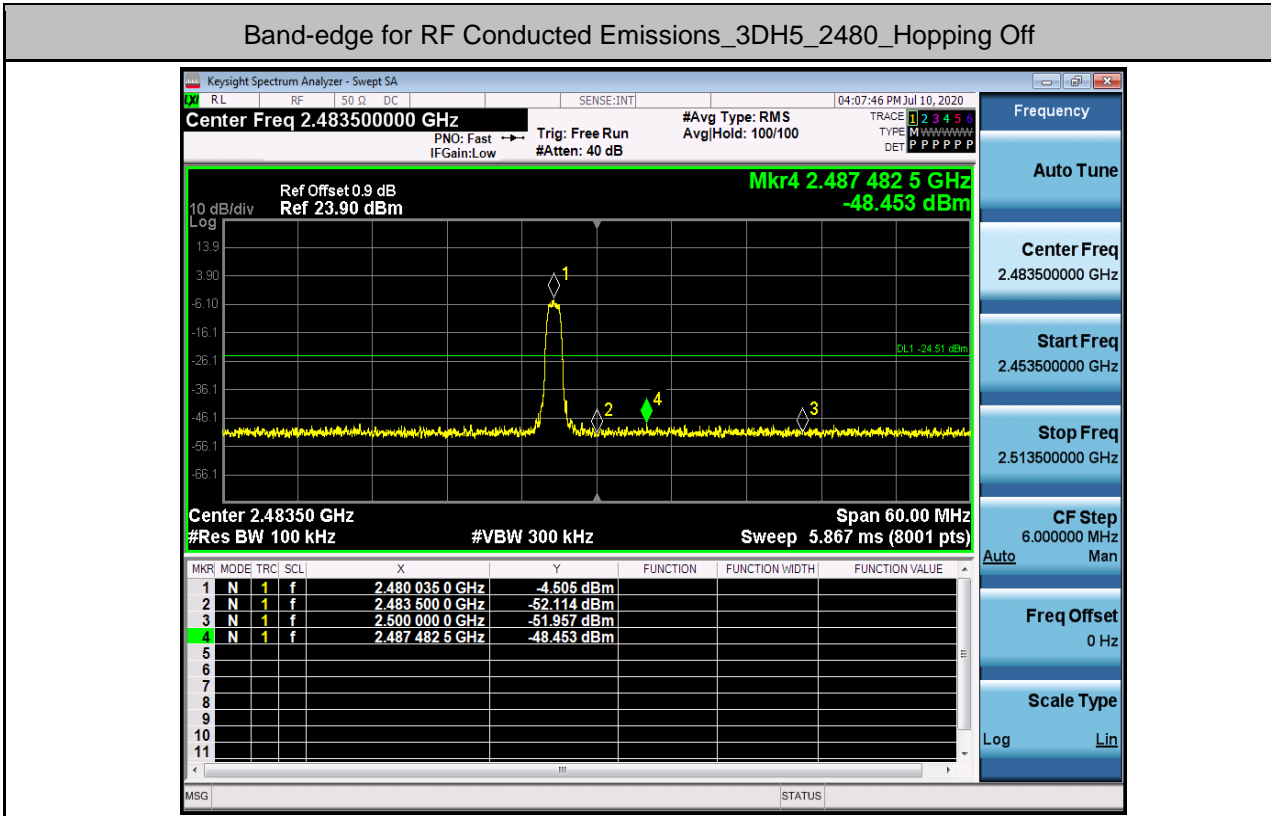 Band-edge for RF Conducted Emissions_3DH5_2480_Hopping Off
Keysight Spectrum Analyzer - Swept SA
LXI RL RF 50 Ω DC SENSE:INT 04:07:46 PM Jul 10, 2020
Center Freq 2.483500000 GHz
PNO: Fast
IFGain:Low
Trig: Free Run
#Atten: 40 dB
#Avg Type: RMS
Avg|Hold: 100/100
TRACE 1 2 3 4 5 6
TYPE M WWWWW
DET P P P P P P
Mkr4 2.487 482 5 GHz
-48.453 dBm
Ref Offset 0.9 dB
10 dB/div Ref 23.90 dBm
Log
13.9
3.90
-6.10
-16.1
-26.1
-36.1
-46.1
-56.1
-66.1
1
2
4
3
DL1 -24.51 dBm
Center 2.48350 GHz Span 60.00 MHz
#Res BW 100 kHz #VBW 300 kHz Sweep 5.867 ms (8001 pts)
MKR MODE TRC SCL X Y FUNCTION FUNCTION WIDTH FUNCTION VALUE
1 N 1 f 2.480 035 0 GHz -4.505 dBm
2 N 1 f 2.483 500 0 GHz -52.114 dBm
3 N 1 f 2.500 000 0 GHz -51.957 dBm
4 N 1 f 2.487 482 5 GHz -48.453 dBm
5
6
7
8
9
10
11
MSG STATUS
Frequency
Auto Tune
Center Freq
2.483500000 GHz
Start Freq
2.453500000 GHz
Stop Freq
2.513500000 GHz
CF Step
6.000000 MHz
Auto Man
Freq Offset
0 Hz
Scale Type
Log Lin